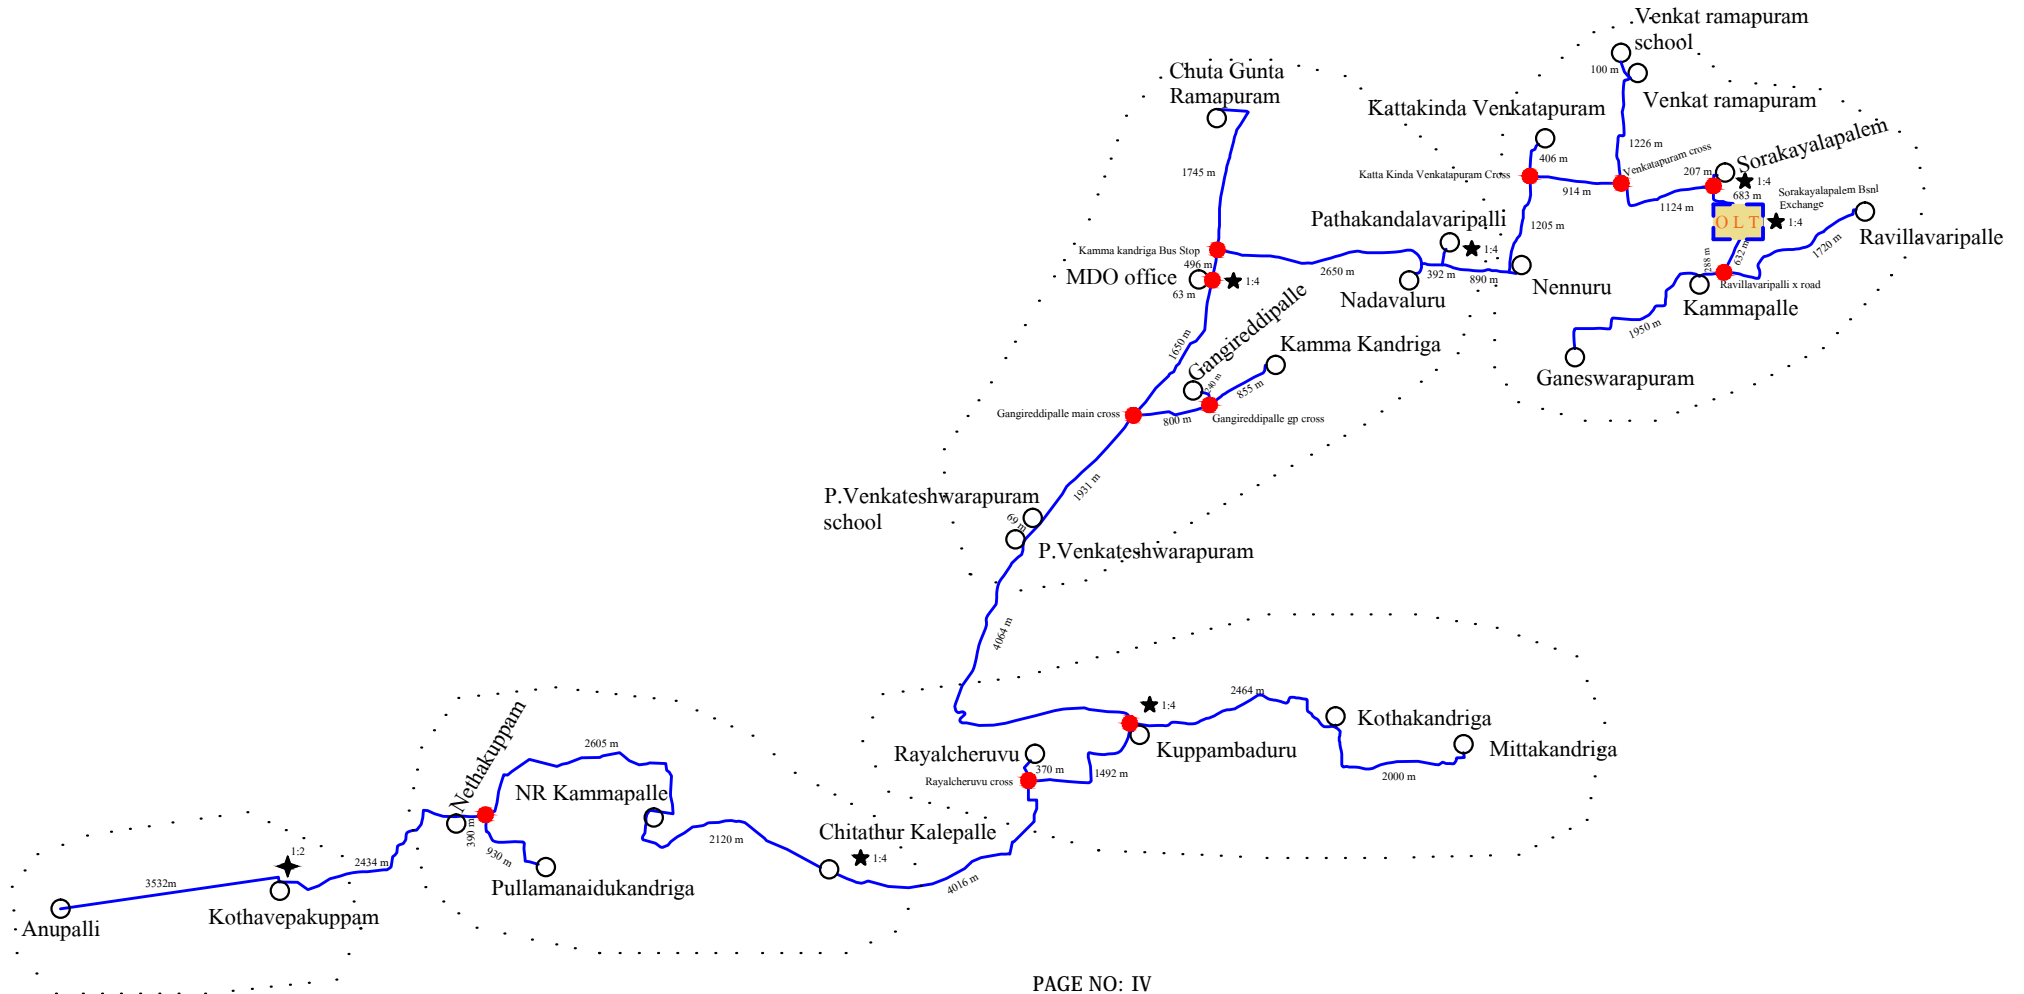 Venkat ramapuram
school
100 m
Venkat ramapuram
Chuta Gunta
Ramapuram
Kattakinda Venkatapuram
1226 m
Venkatapuram cross
Sorakayalapalem
207 m
1:4
406 m
1745 m
Katta Kinda Venkatapuram Cross
914 m
683 m
Sorakayalapalem Bsnl
Exchange
1124 m
Pathakandalavaripalli
1205 m
O L T
1:4
Ravillavaripalle
1720 m
632 m
288 m
Kamma kandriga Bus Stop
1:4
496 m
2650 m
392 m
890 m
MDO office
1:4
63 m
Nadavaluru
Nennuru
Ravillavaripalli x road
Kammapalle
1950 m
Gangireddipalle
1650 m
Kamma Kandriga
Ganeswarapuram
240 m
855 m
Gangireddipalle main cross
800 m
Gangireddipalle gp cross
1931 m
P.Venkateshwarapuram
school
69 m
P.Venkateshwarapuram
4064 m
2464 m
1:4
Kothakandriga
Rayalcheruvu
Kuppambaduru
Mittakandriga
370 m
1492 m
2000 m
Rayalcheruvu cross
Nethakuppam
2605 m
NR Kammapalle
390 m
2120 m
Chitathur Kalepalle
1:4
930 m
1:2
2434 m
3532m
4016 m
Pullamanaidukandriga
Kothavepakuppam
Anupalli
PAGE NO: IV